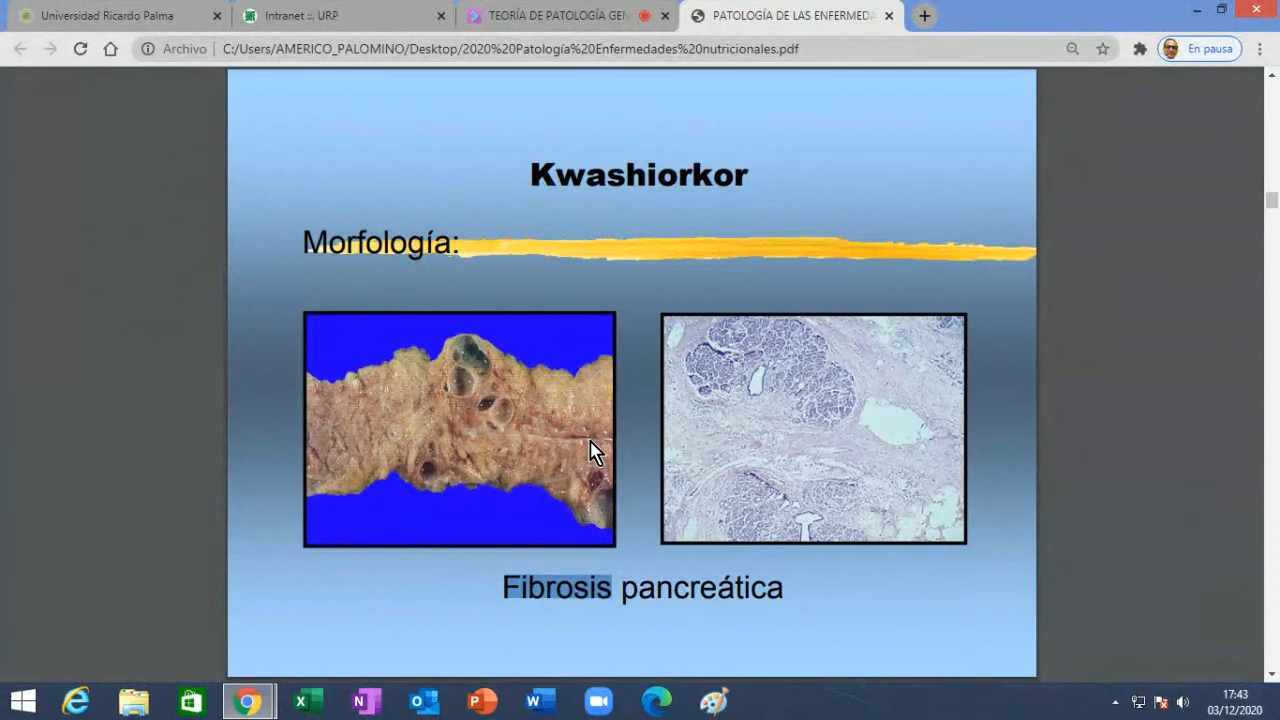 Universidad Ricardo Palma
Intranet ::. URP
TEORÍA DE PATOLOGÍA GEN
PATOLOGÍA DE LAS ENFERMEDA
Archivo
C:/Users/AMERICO_PALOMINO/Desktop/2020%20Patología%20Enfermedades%20nutricionales.pdf
En pausa
Kwashiorkor
Morfología:
Fibrosis pancreática
17:43
03/12/2020